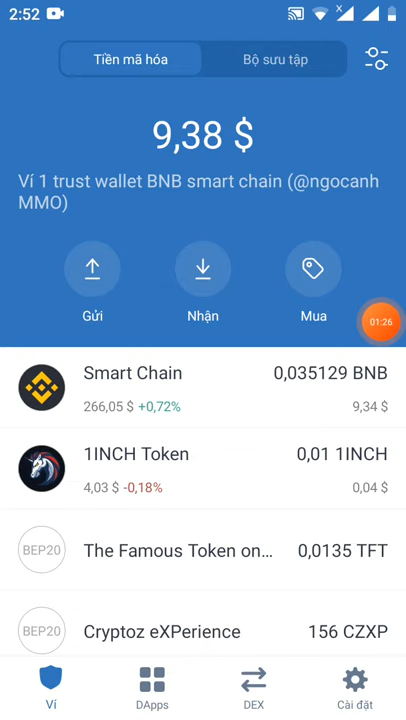 2:52
Tiền mã hóa
Bộ sưu tập
9,38 $
Ví 1 trust wallet BNB smart chain (@ngocanh
MMO)
Gửi
Nhận
Mua
01:26
Smart Chain
0,035129 BNB
266,05 $ +0,72%
9,34 $
1INCH Token
0,01 1INCH
4,03 $ -0,18%
0,04 $
BEP20
The Famous Token on...
0,0135 TFT
BEP20
Cryptoz eXPerience
156 CZXP
Ví
DApps
DEX
Cài đặt